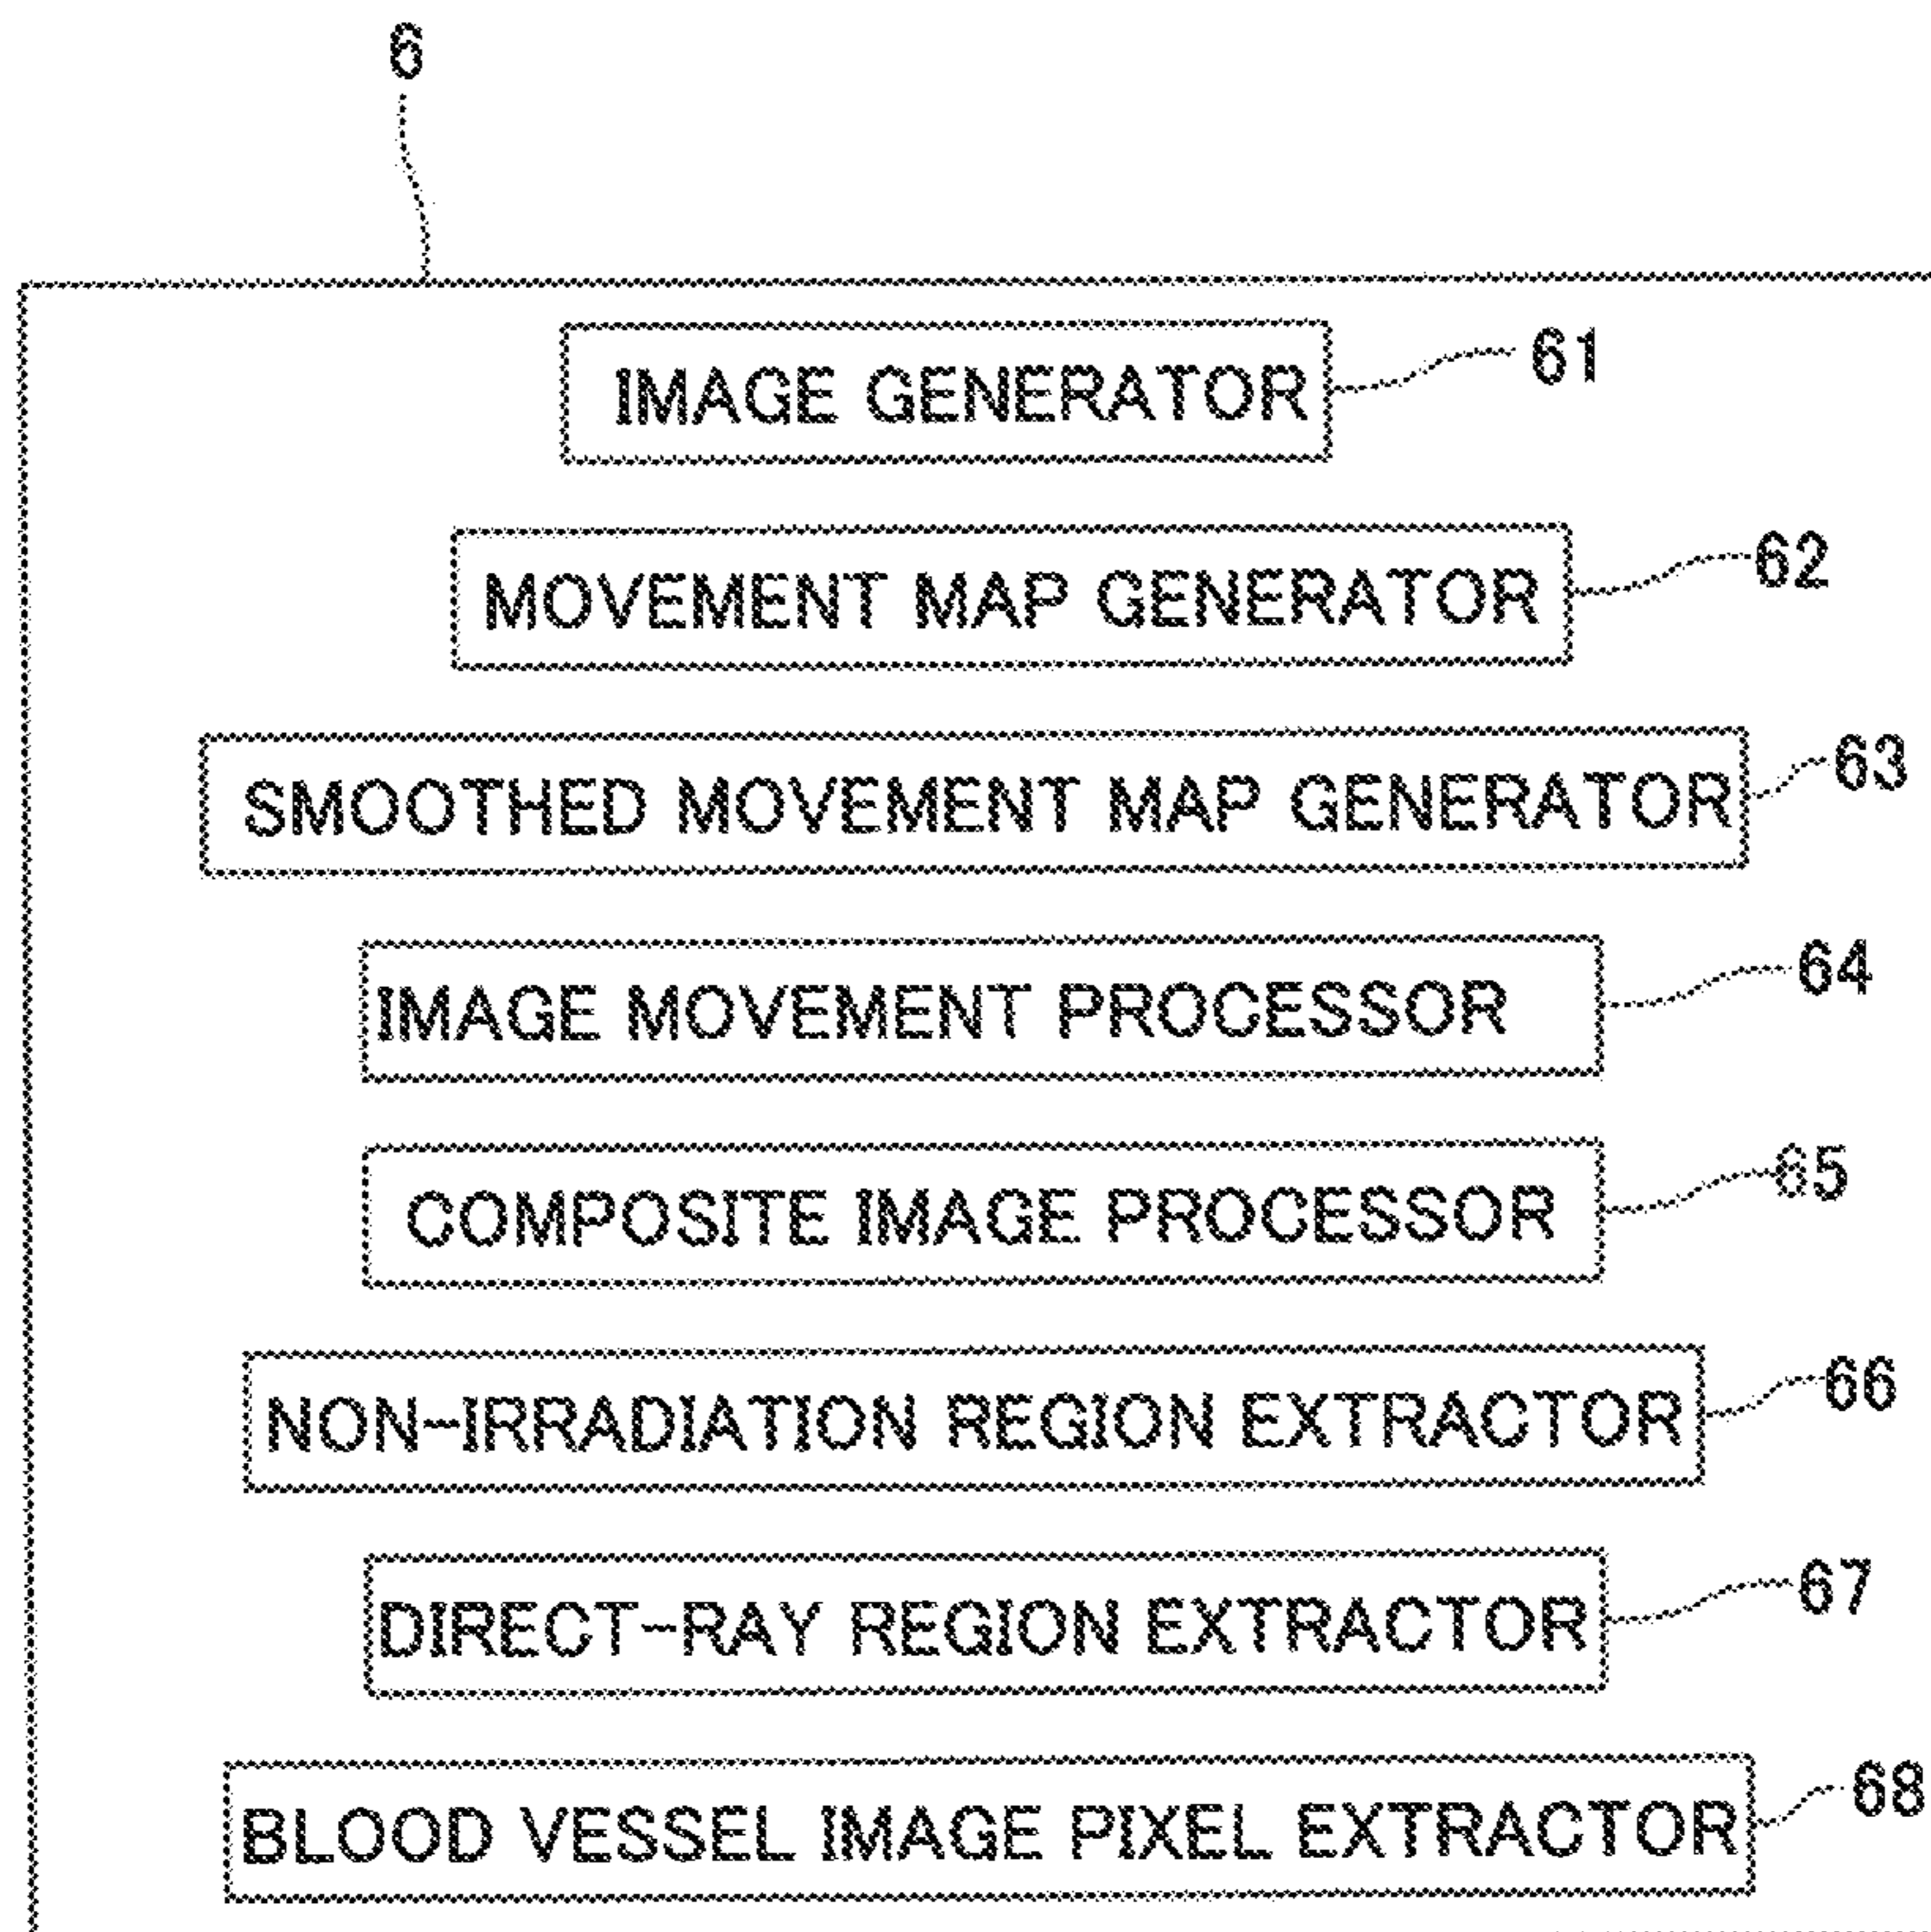 6
IMAGE GENERATOR 61
MOVEMENT MAP GENERATOR 62
SMOOTHED MOVEMENT MAP GENERATOR 63
IMAGE MOVEMENT PROCESSOR 64
COMPOSITE IMAGE PROCESSOR 65
NON-IRRADIATION REGION EXTRACTOR 66
DIRECT-RAY REGION EXTRACTOR 67
BLOOD VESSEL IMAGE PIXEL EXTRACTOR 68